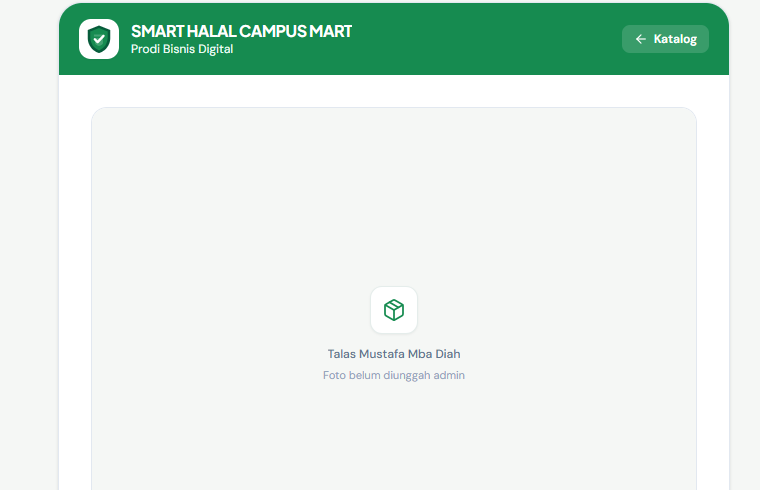 SMART HALAL CAMPUS MART
Prodi Bisnis Digital
Katalog
Talas Mustafa Mba Diah
Foto belum diunggah admin